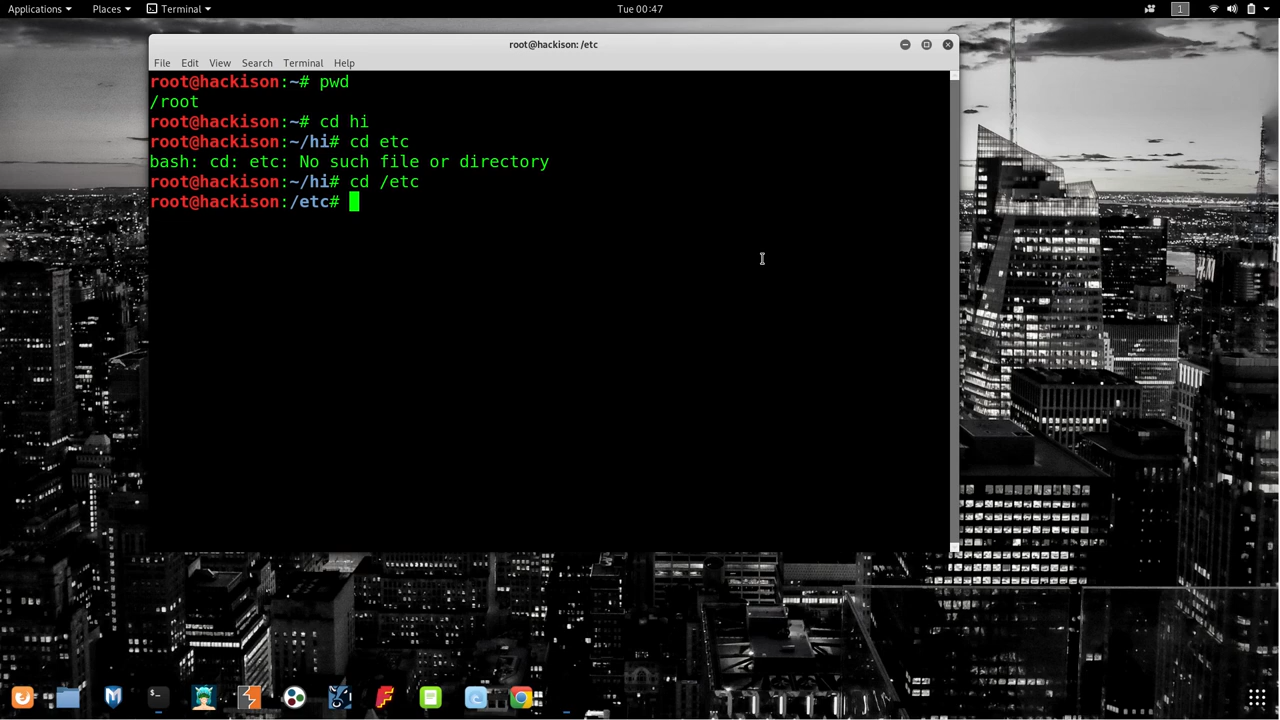 Applications Places Terminal Tue 00:47 1
root@hackison: /etc
File Edit View Search Terminal Help
root@hackison:~# pwd
/root
root@hackison:~# cd hi
root@hackison:~/hi# cd etc
bash: cd: etc: No such file or directory
root@hackison:~/hi# cd /etc
root@hackison:/etc#